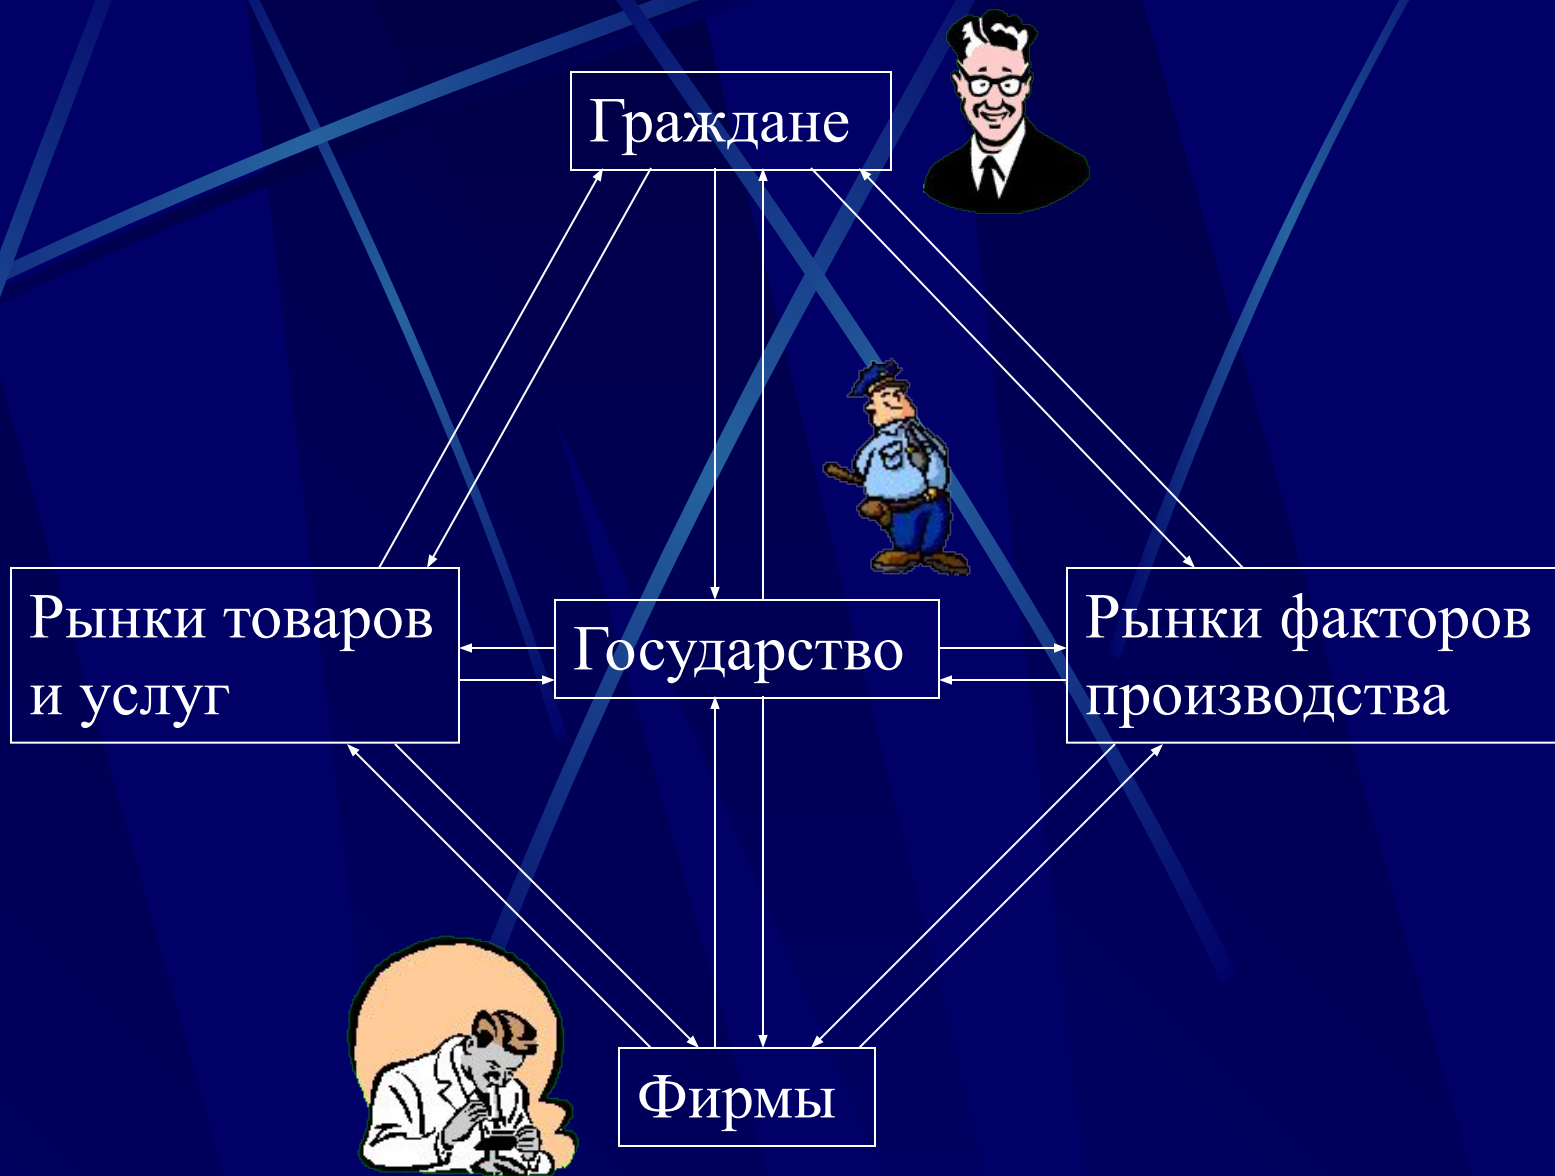 Граждане
Рынки товаров
и услуг
Государство
Рынки факторов
производства
Фирмы